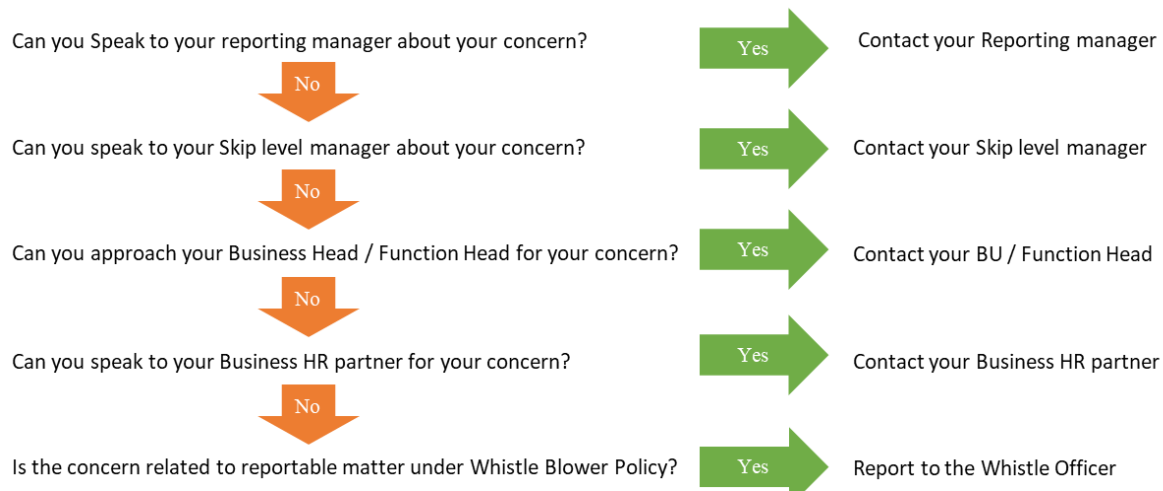 Can you Speak to your reporting manager about your concern?
Yes
Contact your Reporting manager
No
Can you speak to your Skip level manager about your concern?
Yes
Contact your Skip level manager
No
Can you approach your Business Head / Function Head for your concern?
Yes
Contact your BU / Function Head
No
Can you speak to your Business HR partner for your concern?
Yes
Contact your Business HR partner
No
Is the concern related to reportable matter under Whistle Blower Policy?
Yes
Report to the Whistle Officer